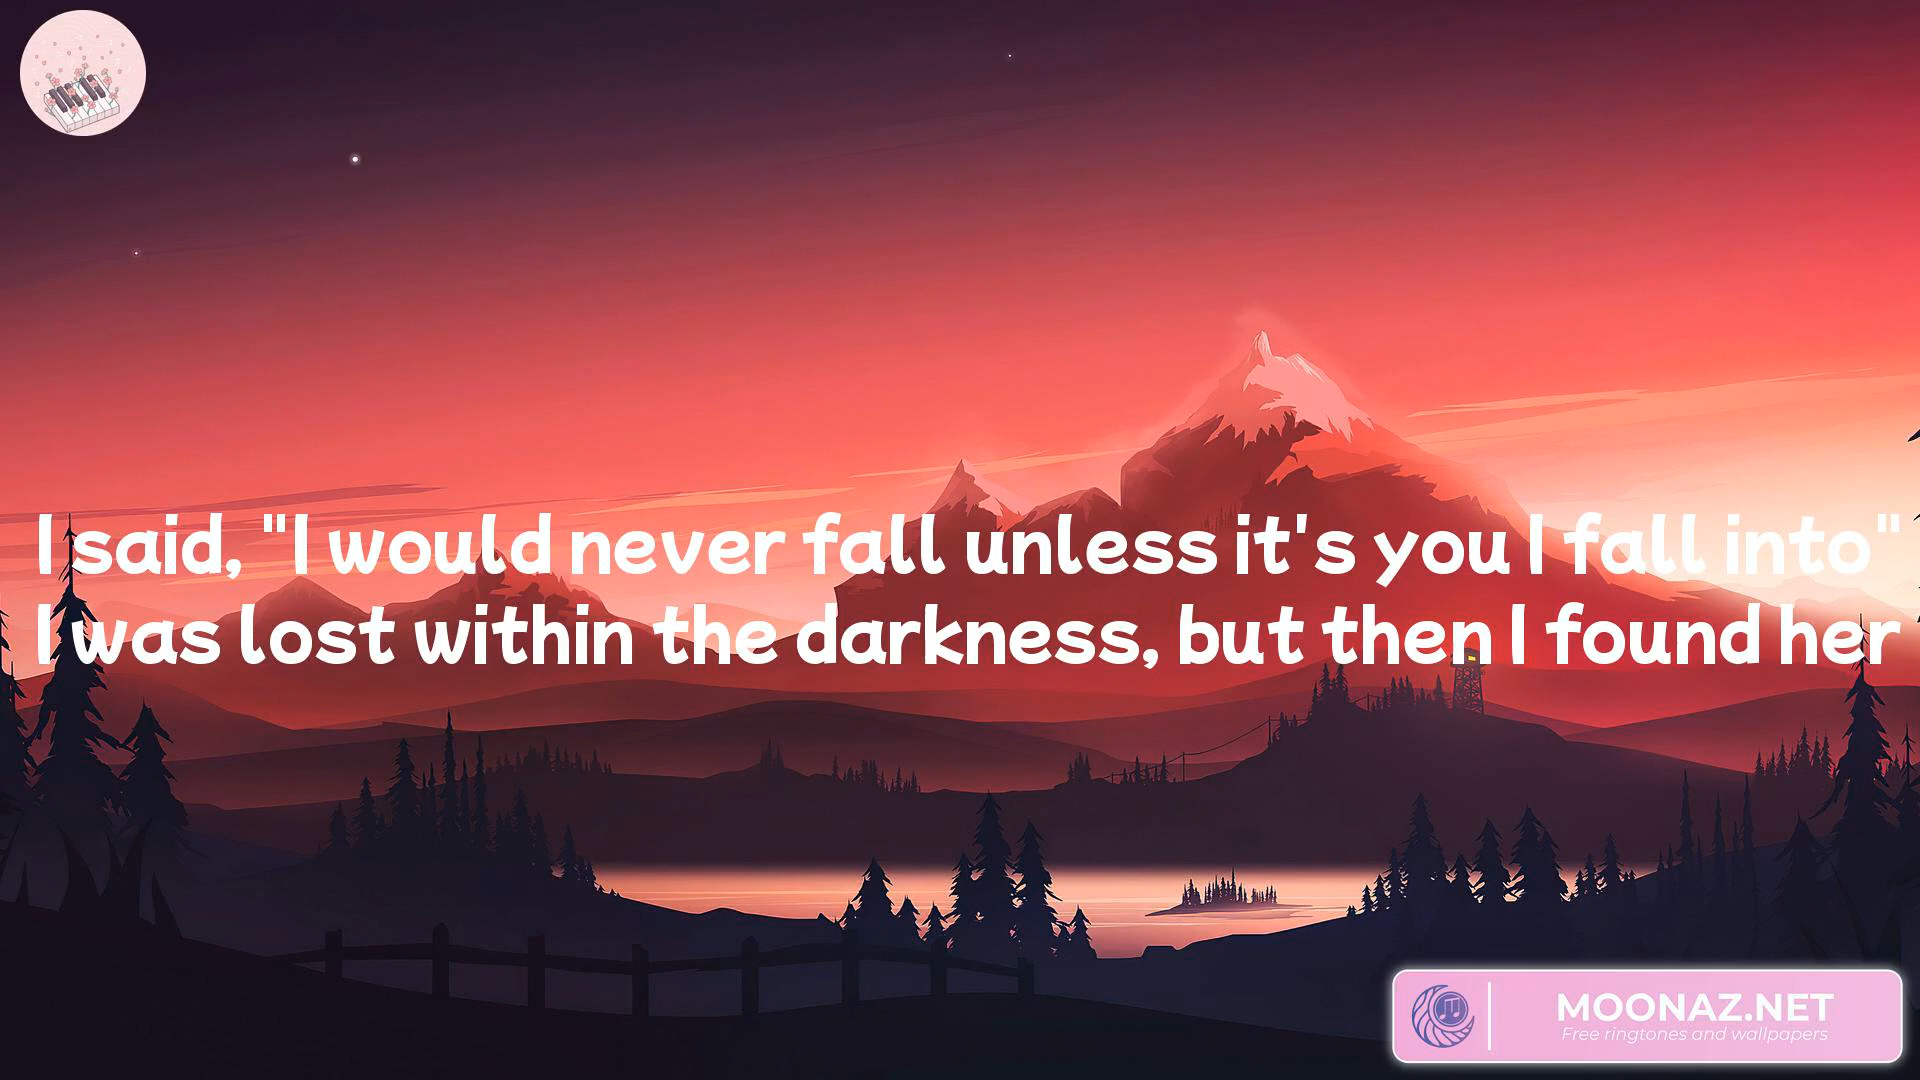 I said, "I would never fall unless it's you I fall into"
I was lost within the darkness, but then I found her
MOONAZ.NET
Free ringtones and wallpapers